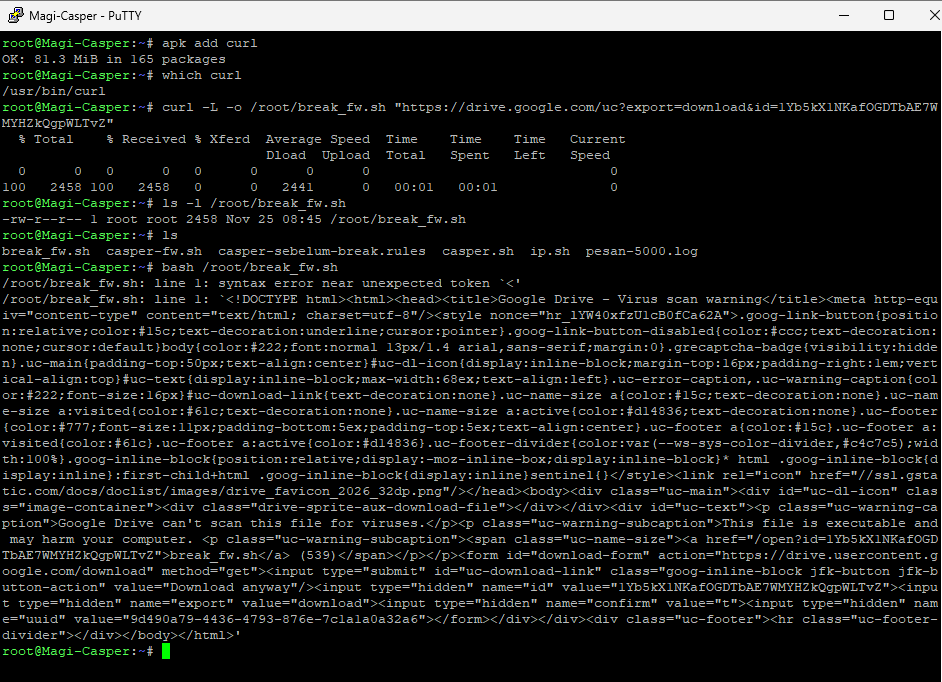 Magi-Casper - PuTTY
root@Magi-Casper:~# apk add curl
OK: 81.3 MiB in 165 packages
root@Magi-Casper:~# which curl
/usr/bin/curl
root@Magi-Casper:~# curl -L -o /root/break_fw.sh "https://drive.google.com/uc?export=download&id=1Yb5kX1NKafOGDTbAE7W
MYHZkQgpWLTvZ"
% Total % Received % Xferd Average Speed Time Time Time Current
Dload Upload Total Spent Left Speed
0 0 0 0 0 0 0 0 0
100 2458 100 2458 0 0 2441 0 00:01 00:01 0
root@Magi-Casper:~# ls -l /root/break_fw.sh
-rw-r--r-- 1 root root 2458 Nov 25 08:45 /root/break_fw.sh
root@Magi-Casper:~# ls
break_fw.sh casper-fw.sh casper-sebelum-break.rules casper.sh ip.sh pesan-5000.log
root@Magi-Casper:~# bash /root/break_fw.sh
/root/break_fw.sh: line 1: syntax error near unexpected token `<'
/root/break_fw.sh: line 1: `<!DOCTYPE html><html><head><title>Google Drive - Virus scan warning</title><meta http-equ
iv="content-type" content="text/html; charset=utf-8"/><style nonce="hr_1YW40xfzU1cB0fCa62A">.goog-link-button{positio
n:relative;color:#15c;text-decoration:underline;cursor:pointer}.goog-link-button-disabled{color:#ccc;text-decoration:
none;cursor:default}body{color:#222;font:normal 13px/1.4 arial,sans-serif;margin:0}.grecaptcha-badge{visibility:hidde
n}.uc-main{padding-top:50px;text-align:center}#uc-dl-icon{display:inline-block;margin-top:16px;padding-right:1em;vert
ical-align:top}#uc-text{display:inline-block;max-width:68ex;text-align:left}.uc-error-caption,.uc-warning-caption{col
or:#222;font-size:16px}#uc-download-link{text-decoration:none}.uc-name-size a{color:#15c;text-decoration:none}.uc-nam
e-size a:visited{color:#61c;text-decoration:none}.uc-name-size a:active{color:#d14836;text-decoration:none}.uc-footer
{color:#777;font-size:11px;padding-bottom:5ex;padding-top:5ex;text-align:center}.uc-footer a{color:#15c}.uc-footer a:
visited{color:#61c}.uc-footer a:active{color:#d14836}.uc-footer-divider{color:var(--ws-sys-color-divider,#c4c7c5);wid
th:100%}.goog-inline-block{position:relative;display:-moz-inline-box;display:inline-block}* html .goog-inline-block{d
isplay:inline}:first-child+html .goog-inline-block{display:inline}sentinel{}</style><link rel="icon" href="//ssl.gsta
tic.com/docs/doclist/images/drive_favicon_2026_32dp.png"/></head><body><div class="uc-main"><div id="uc-dl-icon" clas
s="image-container"><div class="drive-sprite-aux-download-file"></div></div><div id="uc-text"><p class="uc-warning-ca
ption">Google Drive can't scan this file for viruses.</p><p class="uc-warning-subcaption">This file is executable and
may harm your computer. <p class="uc-warning-subcaption"><span class="uc-name-size"><a href="/open?id=1Yb5kX1NKafOGD
TbAE7WMYHZkQgpWLTvZ">break_fw.sh</a> (539)</span></p></p><form id="download-form" action="https://drive.usercontent.g
oogle.com/download" method="get"><input type="submit" id="uc-download-link" class="goog-inline-block jfk-button jfk-b
utton-action" value="Download anyway"/><input type="hidden" name="id" value="1Yb5kX1NKafOGDTbAE7WMYHZkQgpWLTvZ"><inpu
t type="hidden" name="export" value="download"><input type="hidden" name="confirm" value="t"><input type="hidden" nam
e="uuid" value="9d490a79-4436-4793-876e-7c1a1a0a32a6"></form></div></div><div class="uc-footer"><hr class="uc-footer-
divider"></div></body></html>'
root@Magi-Casper:~#